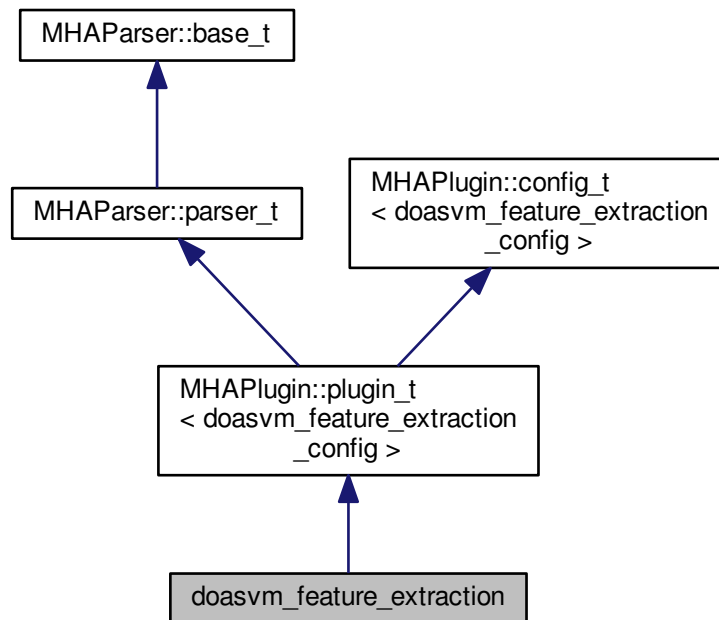 MHAParser::base_t
MHAParser::parser_t
MHAPlugin::config_t
< doasvm_feature_extraction
_config >
MHAPlugin::plugin_t
< doasvm_feature_extraction
_config >
doasvm_feature_extraction